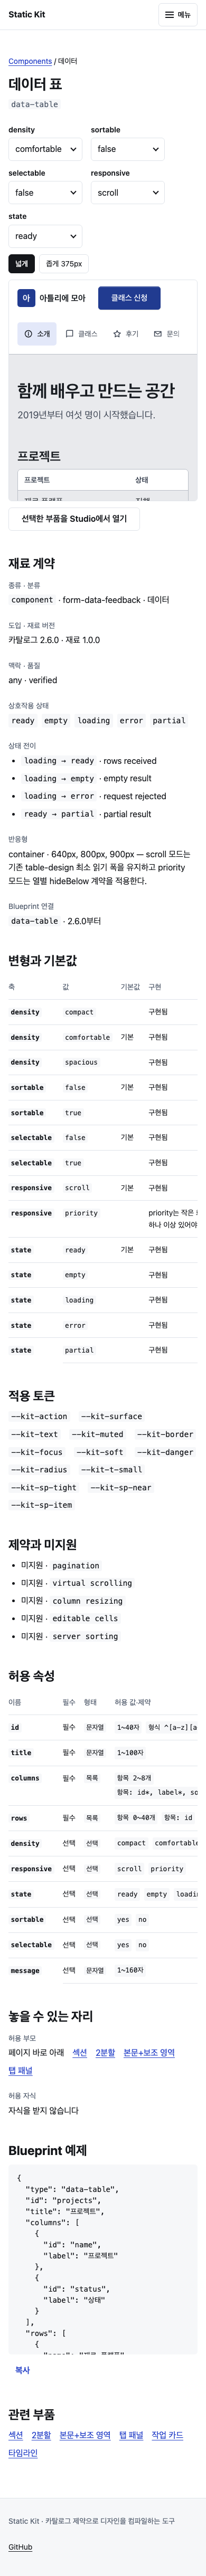 Static Kit
메뉴
Components / 데이터
데이터 표
data-table
density
sortable
comfortable
false
selectable
responsive
false
scroll
state
ready
넓게
좁게 375px
아
아틀리에 모아
클래스 신청
소개
클래스
후기
문의
함께 배우고 만드는 공간
2019년부터 여섯 명이 시작했습니다.
프로젝트
프로젝트
상태
선택한 부품을 Studio에서 열기
재료 계약
종류 · 분류
component · form-data-feedback · 데이터
도입 · 재료 버전
카탈로그 2.6.0 · 재료 1.0.0
맥락 · 품질
any · verified
상호작용 상태
ready empty loading error partial
상태 전이
loading → ready · rows received
loading → empty · empty result
loading → error · request rejected
ready → partial · partial result
반응형
container · 640px, 800px, 900px — scroll 모드는
기존 table-design 최소 읽기 폭을 유지하고 priority
모드는 열별 hideBelow 계약을 적용한다.
Blueprint 연결
data-table · 2.6.0부터
변형과 기본값
축 값 기본값 구현
density compact 구현됨
density comfortable 기본 구현됨
density spacious 구현됨
sortable false 기본 구현됨
sortable true 구현됨
selectable false 기본 구현됨
selectable true 구현됨
responsive scroll 기본 구현됨
responsive priority priority는 작은
하나 이상 있어야
state ready 기본 구현됨
state empty 구현됨
state loading 구현됨
state error 구현됨
state partial 구현됨
적용 토큰
--kit-action --kit-surface
--kit-text --kit-muted --kit-border
--kit-focus --kit-soft --kit-danger
--kit-radius --kit-t-small
--kit-sp-tight --kit-sp-near
--kit-sp-item
제약과 미지원
미지원 · pagination
미지원 · virtual scrolling
미지원 · column resizing
미지원 · editable cells
미지원 · server sorting
허용 속성
이름 필수 형태 허용 값·제약
id 필수 문자열 1~40자 형식 ^[a-z][a
title 필수 문자열 1~100자
columns 필수 목록 항목 2~8개
항목: id*, label*, so
rows 필수 목록 항목 0~40개 항목: id
density 선택 선택 compact comfortable
responsive 선택 선택 scroll priority
state 선택 선택 ready empty loadin
sortable 선택 선택 yes no
selectable 선택 선택 yes no
message 선택 문자열 1~160자
놓을 수 있는 자리
허용 부모
페이지 바로 아래 섹션 2분할 본문+보조 영역
탭 패널
허용 자식
자식을 받지 않습니다
Blueprint 예제
{
"type": "data-table",
"id": "projects",
"title": "프로젝트",
"columns": [
{
"id": "name",
"label": "프로젝트"
},
{
"id": "status",
"label": "상태"
}
],
"rows": [
{
복사
관련 부품
섹션 2분할 본문+보조 영역 탭 패널 작업 카드
타임라인
Static Kit · 카탈로그 제약으로 디자인을 컴파일하는 도구
GitHub